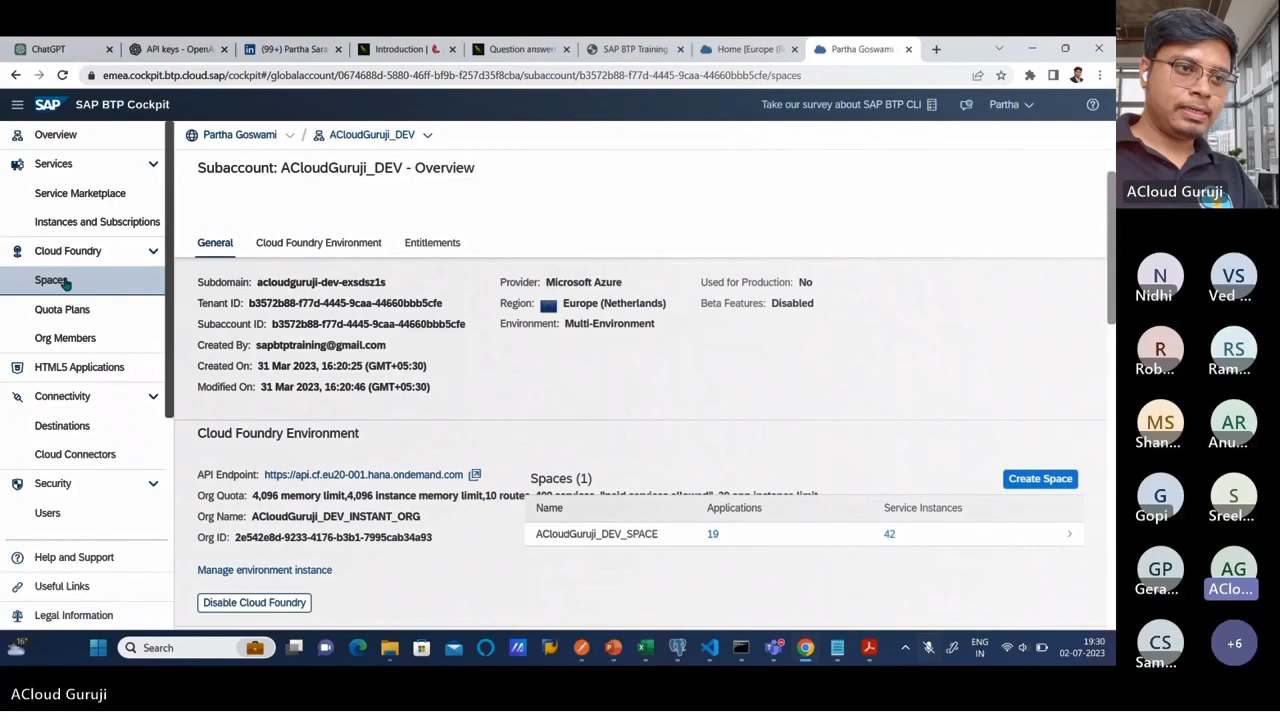 ChatGPT
API keys - OpenA
(99+) Partha Sara
Introduction |
Question answer
SAP BTP Training
Home [Europe (
Partha Goswami
emea.cockpit.btp.cloud.sap/cockpit#/globalaccount/0674688d-5880-46ff-bf9b-f257d35f8cba/subaccount/b3572b88-f77d-4445-9caa-44660bbb5cfe/spaces
SAP BTP Cockpit
Take our survey about SAP BTP CLI
Partha
Overview
Services
Service Marketplace
Instances and Subscriptions
Cloud Foundry
Spaces
Quota Plans
Org Members
HTML5 Applications
Connectivity
Destinations
Cloud Connectors
Security
Users
Help and Support
Useful Links
Legal Information
Partha Goswami / ACloudGuruji_DEV
Subaccount: ACloudGuruji_DEV - Overview
General Cloud Foundry Environment Entitlements
Subdomain: acloudguruji-dev-exsdsz1s
Tenant ID: b3572b88-f77d-4445-9caa-44660bbb5cfe
Subaccount ID: b3572b88-f77d-4445-9caa-44660bbb5cfe
Created By: sapbtptraining@gmail.com
Created On: 31 Mar 2023, 16:20:25 (GMT+05:30)
Modified On: 31 Mar 2023, 16:20:46 (GMT+05:30)
Provider: Microsoft Azure
Region: Europe (Netherlands)
Environment: Multi-Environment
Used for Production: No
Beta Features: Disabled
Cloud Foundry Environment
API Endpoint: https://api.cf.eu20-001.hana.ondemand.com
Org Quota: 4,096 memory limit,4,096 instance memory limit,10 routes
Org Name: ACloudGuruji_DEV_INSTANT_ORG
Org ID: 2e542e8d-9233-4176-b3b1-7995cab34a93
Manage environment instance
Disable Cloud Foundry
Spaces (1)
Create Space
Name Applications Service Instances
ACloudGuruji_DEV_SPACE 19 42
ACloud Guruji
N
Nidhi
VS
Ved ...
R
Rob...
RS
Ram...
MS
Shan...
AR
Anu...
G
Gopi
S
Sreel...
GP
Gera...
AG
AClo...
CS
Sam...
+6
16°
Search
ENG
IN
19:30
02-07-2023
ACloud Guruji